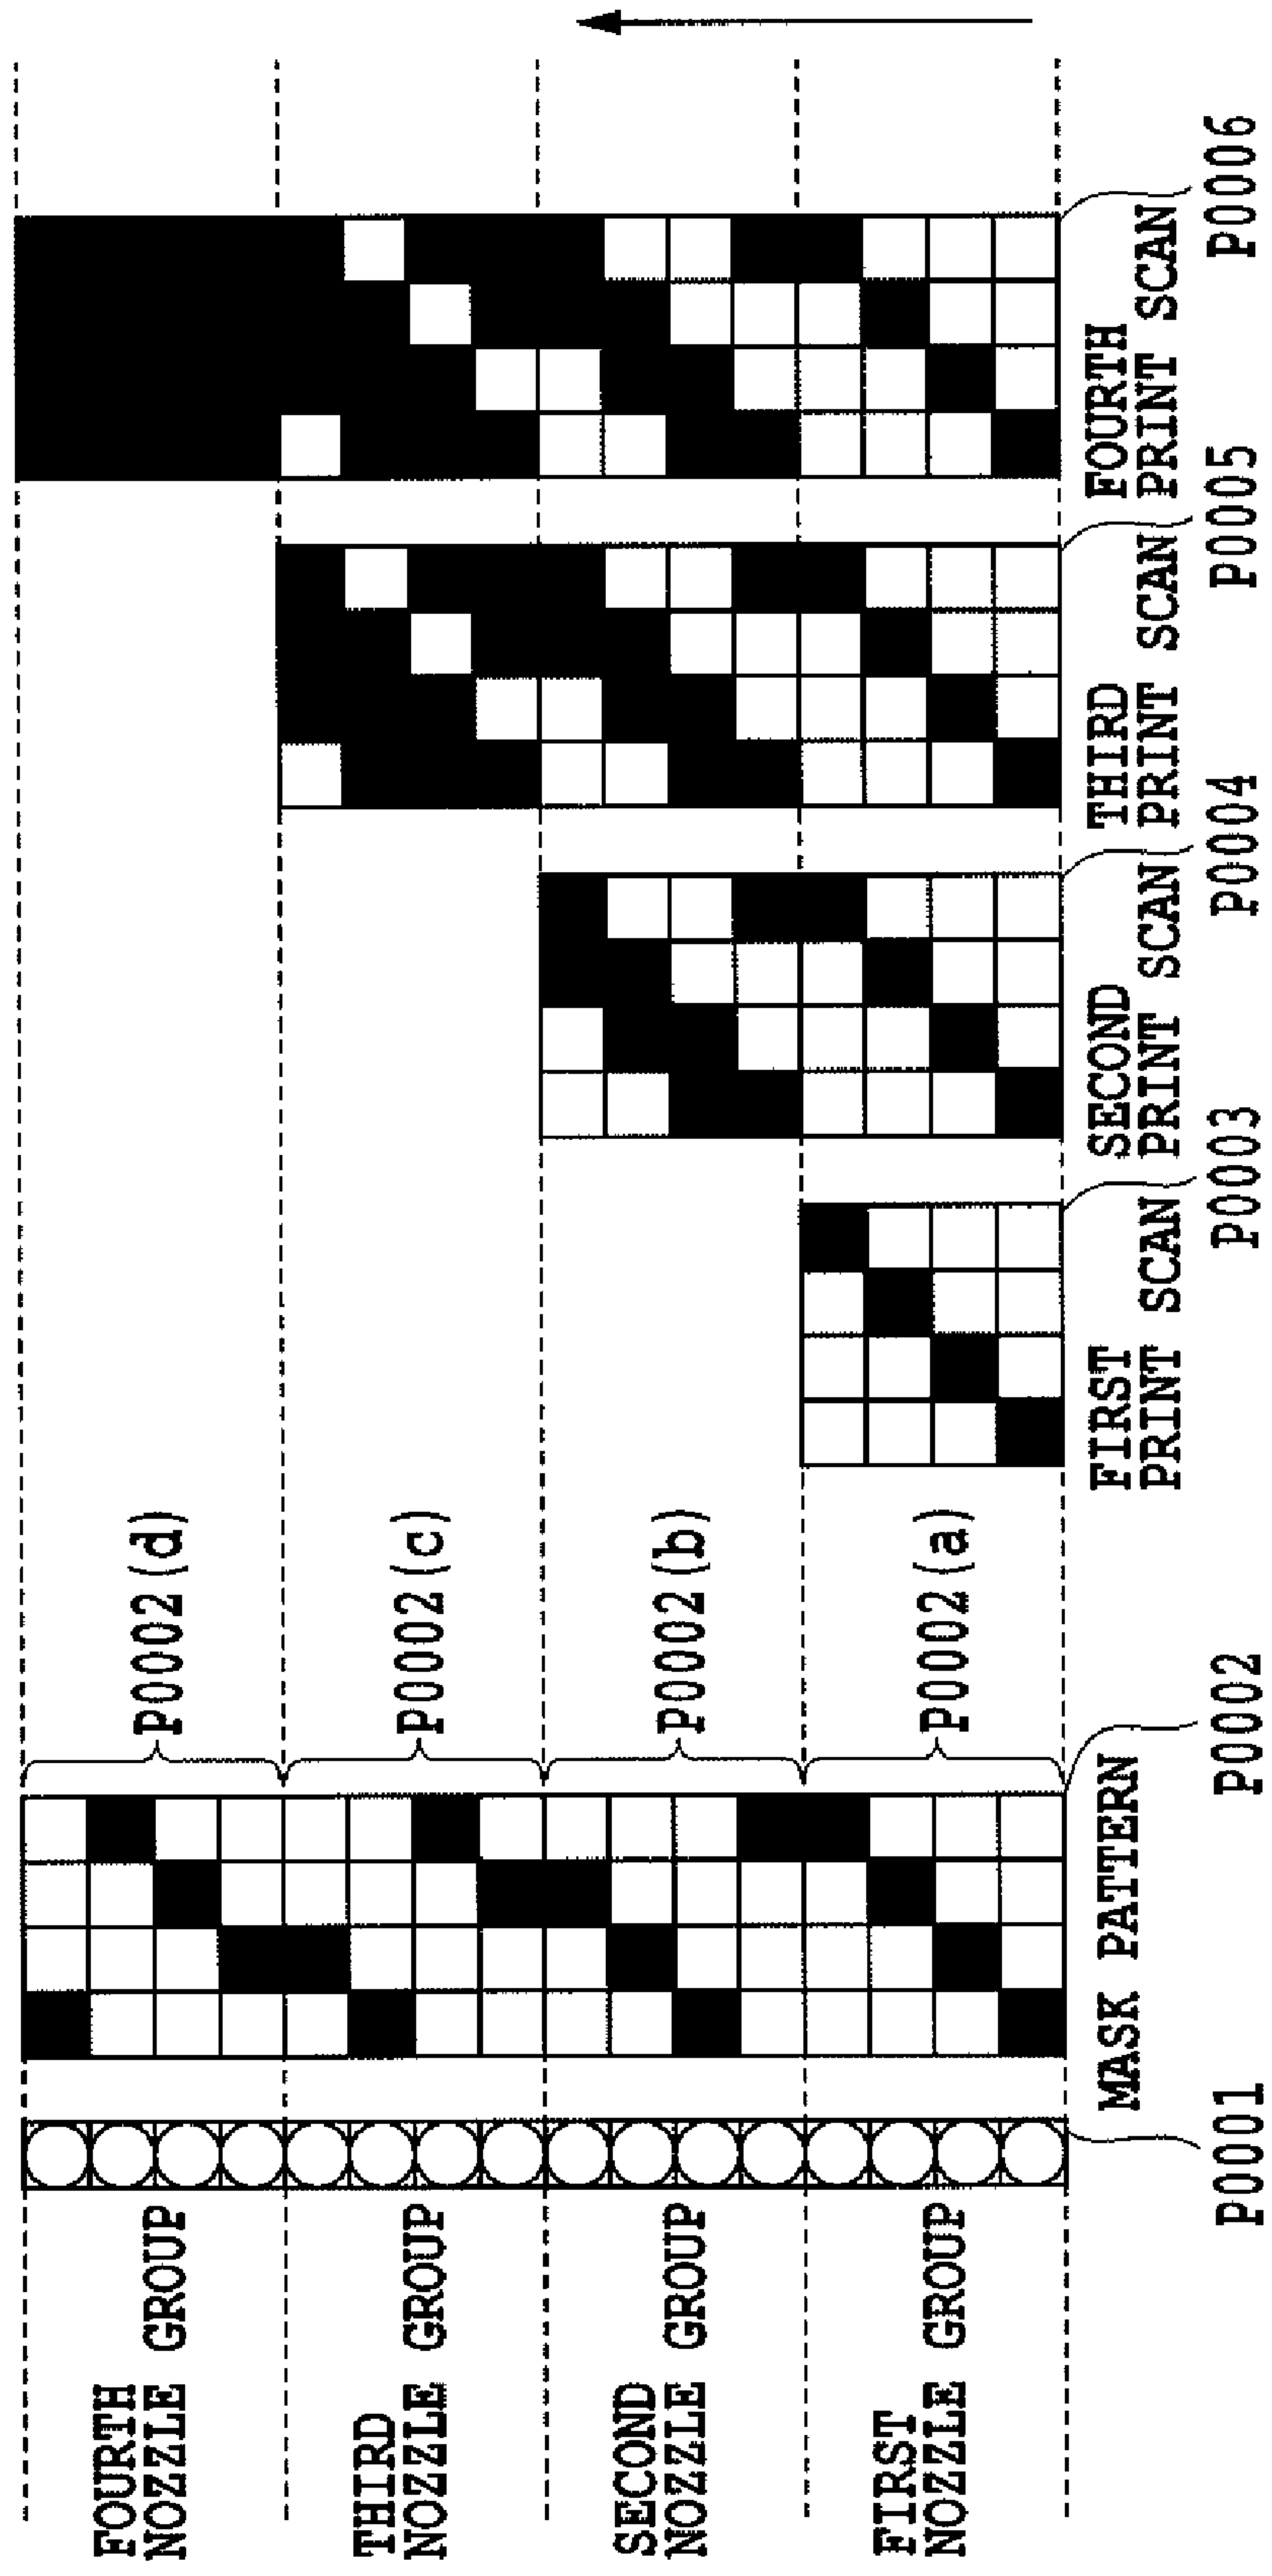 FOURTH
NOZZLE GROUP
THIRD
NOZZLE GROUP
SECOND
NOZZLE GROUP
FIRST
NOZZLE GROUP
P0001
MASK PATTERN
P0002
P0002(d)
P0002(c)
P0002(b)
P0002(a)
FIRST
PRINT SCAN
P0003
SECOND
PRINT SCAN
P0004
THIRD
PRINT SCAN
P0005
FOURTH
PRINT SCAN
P0006